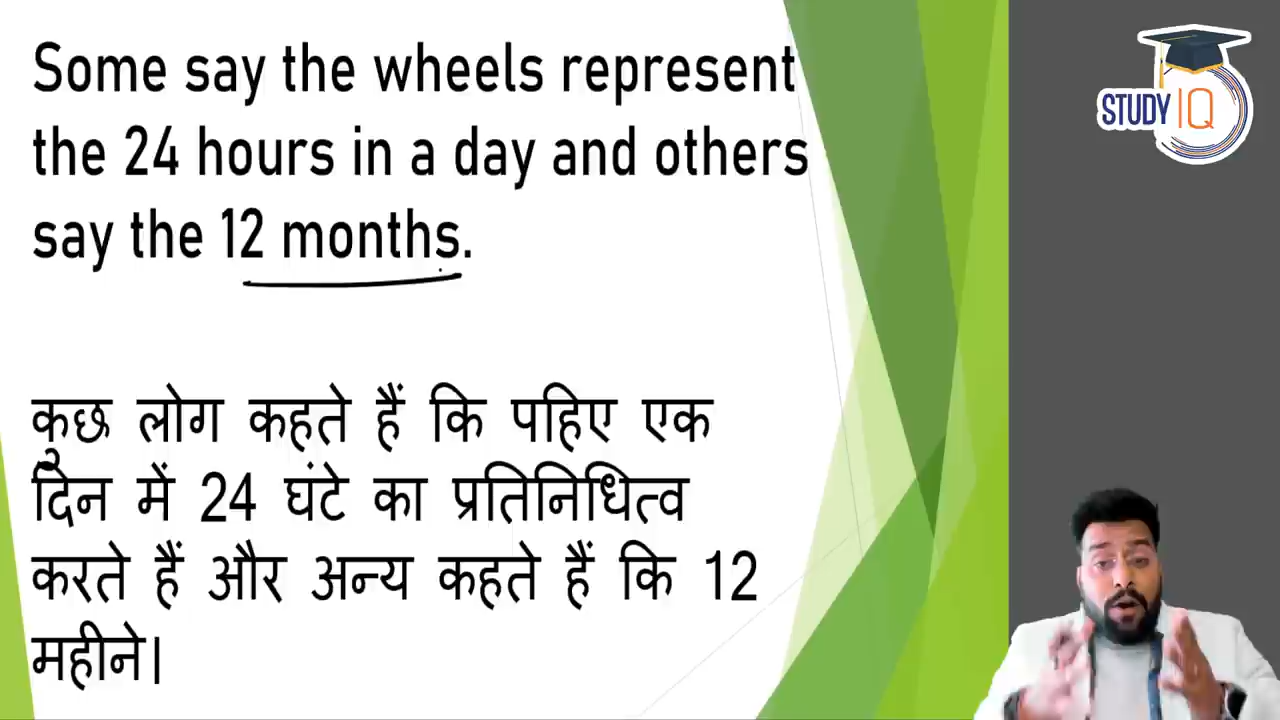 Some say the wheels represent
the 24 hours in a day and others
say the 12 months.
कुछ लोग कहते हैं कि पहिए एक
दिन में 24 घंटे का प्रतिनिधित्व
करते हैं और अन्य कहते हैं कि 12
महीने।
STUDY IQ